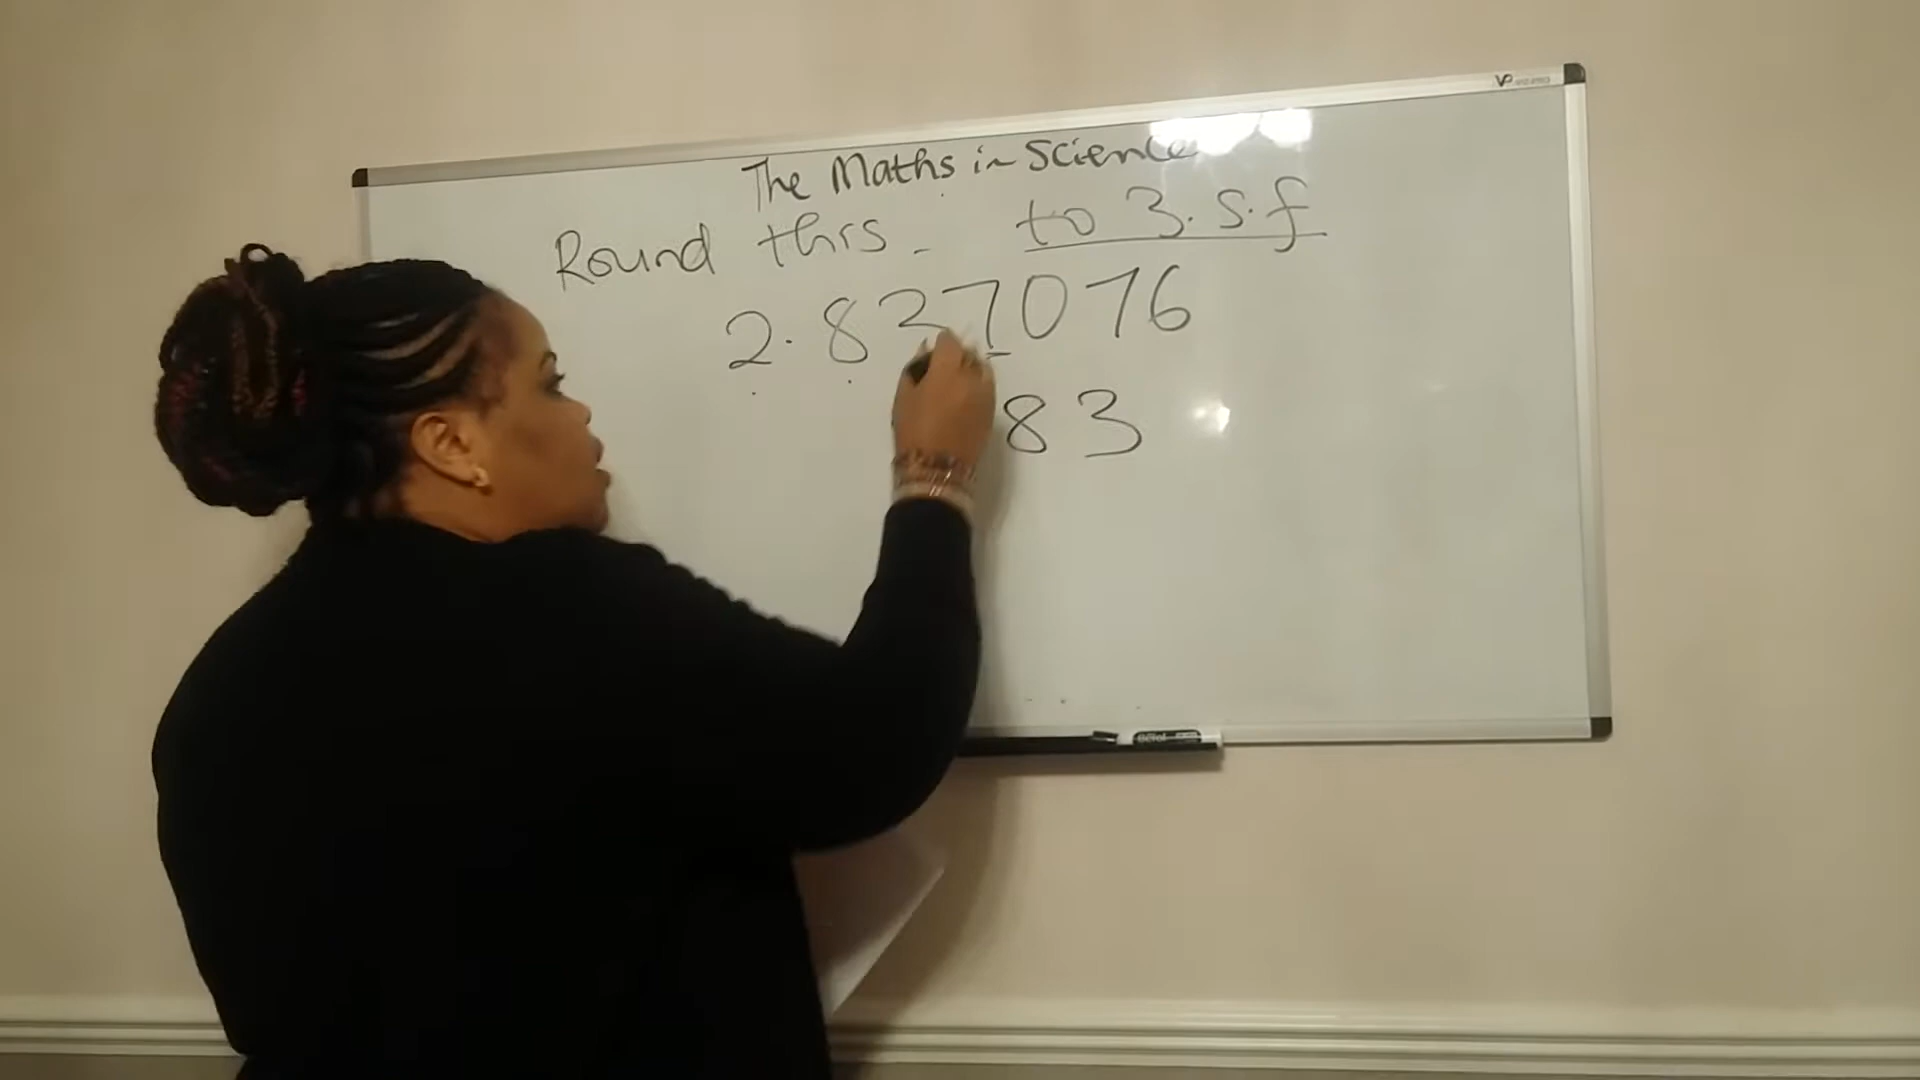 The Maths in Science
Round this - to 3.s.f
2.837076
83